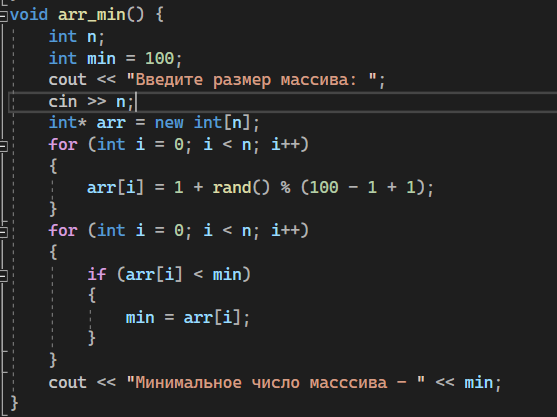 void arr_min() {
int n;
int min = 100;
cout << "Введите размер массива: ";
cin >> n;
int* arr = new int[n];
for (int i = 0; i < n; i++)
{
arr[i] = 1 + rand() % (100 - 1 + 1);
}
for (int i = 0; i < n; i++)
{
if (arr[i] < min)
{
min = arr[i];
}
}
cout << "Минимальное число масссива - " << min;
}